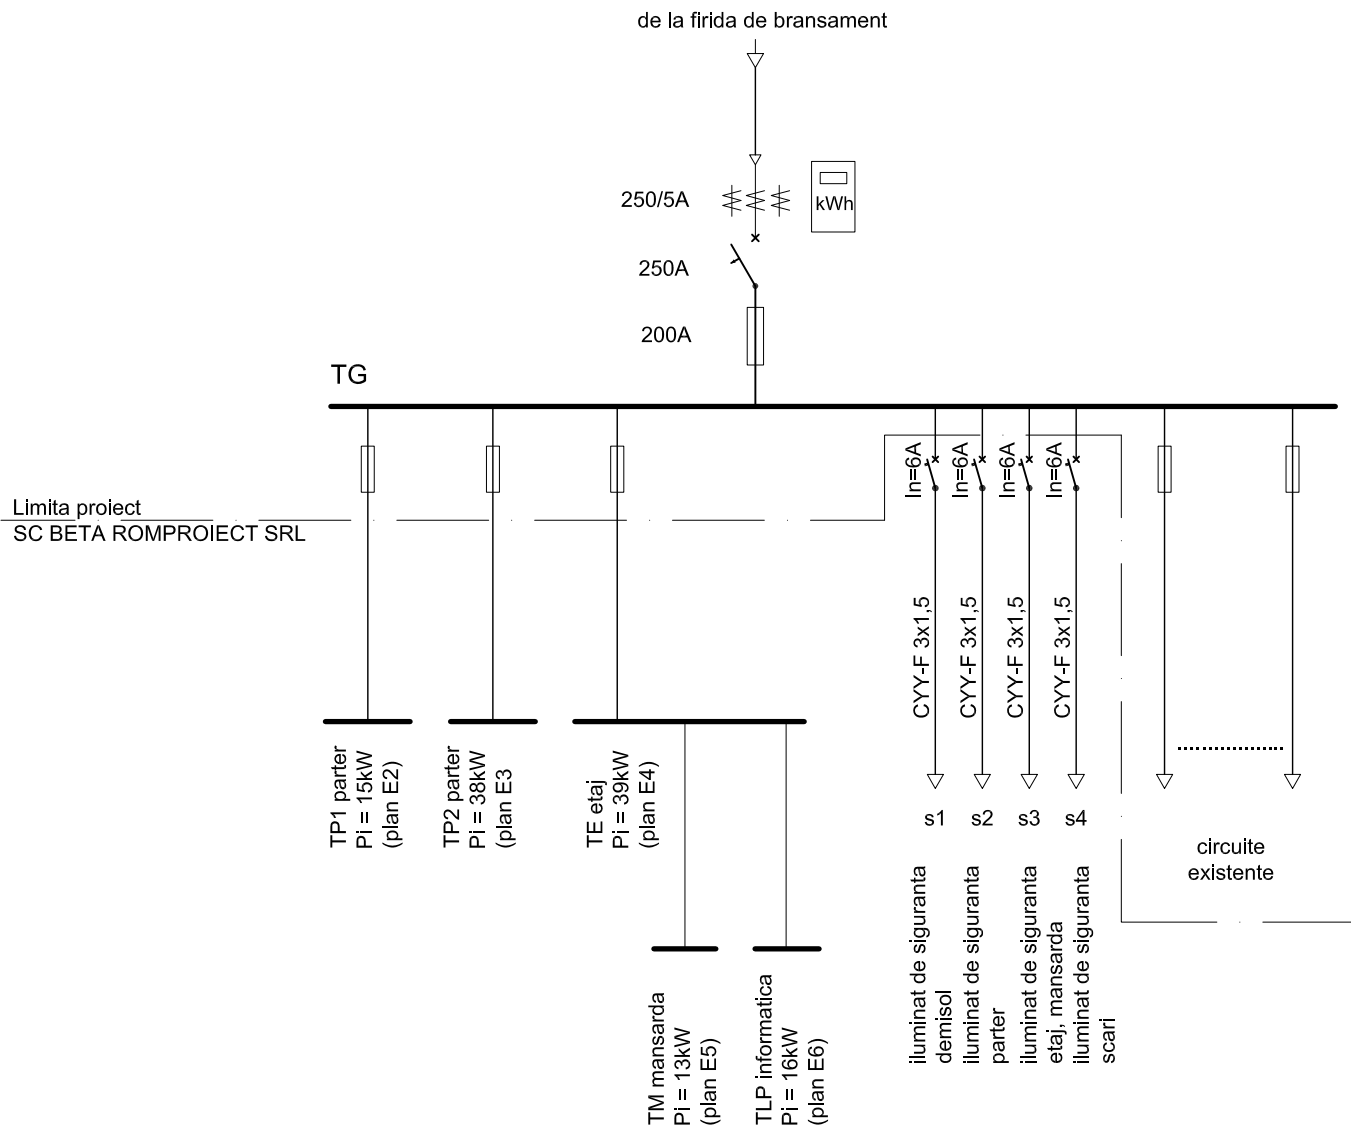 de la firida de bransament
250/5A
kWh
250A
200A
TG
In=6A
In=6A
In=6A
In=6A
Limita proiect
SC BETA ROMPROIECT SRL
CYY-F 3x1,5
CYY-F 3x1,5
CYY-F 3x1,5
CYY-F 3x1,5
TP1 parter
Pi = 15kW
(plan E2)
TP2 parter
Pi = 38kW
(plan E3
TE etaj
Pi = 39kW
(plan E4)
s1
s2
s3
s4
circuite
existente
iluminat de siguranta
demisol
iluminat de siguranta
parter
iluminat de siguranta
etaj, mansarda
iluminat de siguranta
scari
TM mansarda
Pi = 13kW
(plan E5)
TLP informatica
Pi = 16kW
(plan E6)